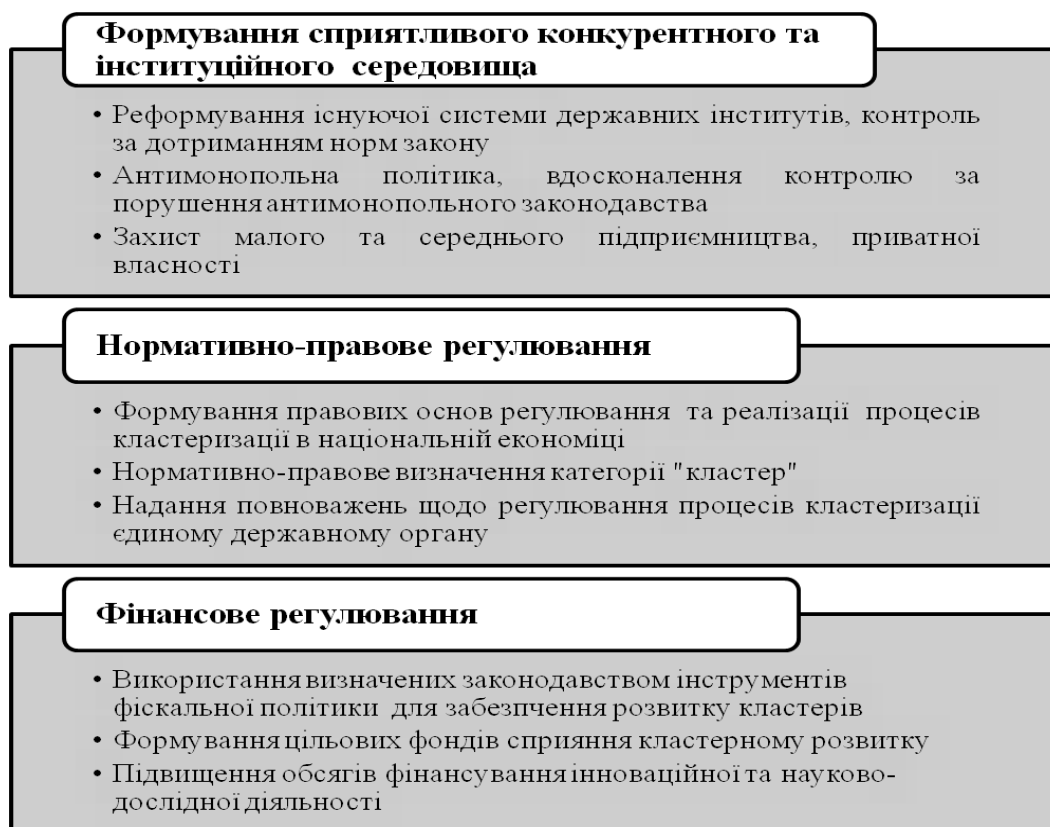 Формування сприятливого конкурентного та
інституційного середовища
• Реформування існуючої системи державних інститутів, контроль
за дотриманням норм закону
• Антимонопольна політика, вдосконалення контролю за
порушення антимонопольного законодавства
• Захист малого та середнього підприємництва, приватної
власності
Нормативно-правове регулювання
• Формування правових основ регулювання та реалізації процесів
кластеризації в національній економіці
• Нормативно-правове визначення категорії "кластер"
• Надання повноважень щодо регулювання процесів кластеризації
єдиному державному органу
Фінансове регулювання
• Використання визначених законодавством інструментів
фіскальної політики для забезпчення розвитку кластерів
• Формування цільових фондів сприяння кластерному розвитку
• Підвищення обсягів фінансування інноваційної та науково-
дослідної діяльності